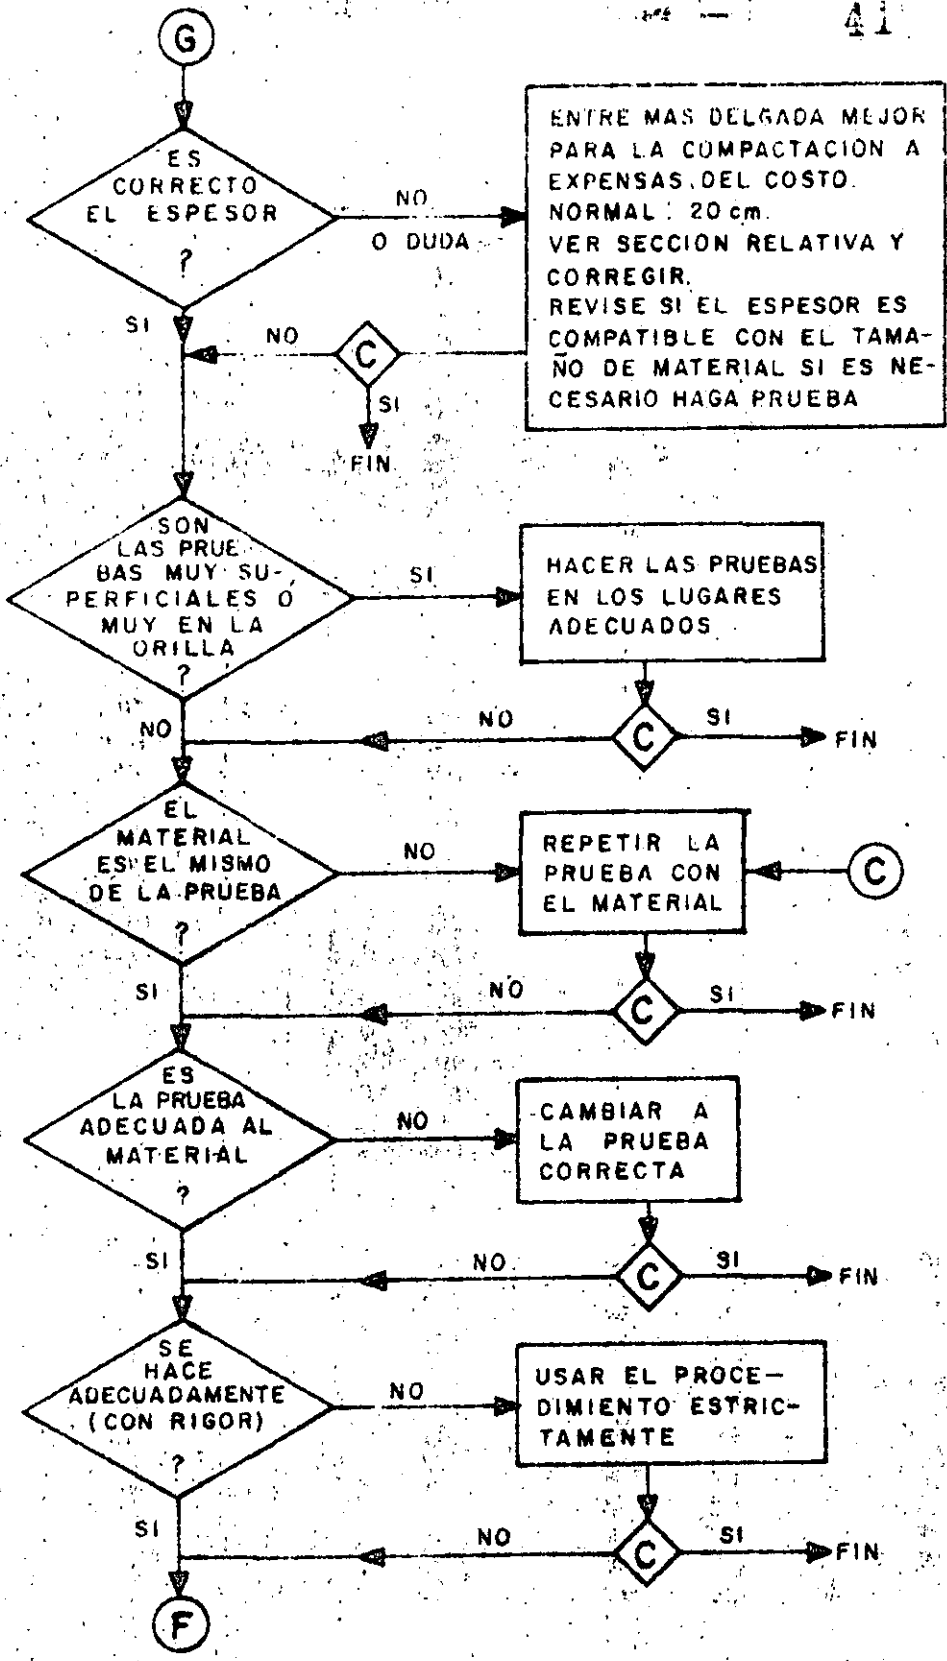 41
G
ES
CORRECTO
EL ESPESOR
?
NO
O DUDA
ENTRE MAS DELGADA MEJOR
PARA LA COMPACTACION A
EXPENSAS DEL COSTO.
NORMAL: 20 cm.
VER SECCION RELATIVA Y
CORREGIR.
REVISE SI EL ESPESOR ES
COMPATIBLE CON EL TAMA-
ÑO DE MATERIAL SI ES NE-
CESARIO HAGA PRUEBA
SI
NO
C
SI
FIN
SON
LAS PRUE
BAS MUY SU-
PERFICIALES O
MUY EN LA
ORILLA
?
SI
HACER LAS PRUEBAS
EN LOS LUGARES
ADECUADOS
NO
NO
C
SI
FIN
EL
MATERIAL
ES EL MISMO
DE LA PRUEBA
?
NO
REPETIR LA
PRUEBA CON
EL MATERIAL
C
SI
NO
C
SI
FIN
ES
LA PRUEBA
ADECUADA AL
MATERIAL
?
NO
CAMBIAR A
LA PRUEBA
CORRECTA
SI
NO
C
SI
FIN
SE
HACE
ADECUADAMENTE
(CON RIGOR)
?
NO
USAR EL PROCE-
DIMIENTO ESTRIC-
TAMENTE
SI
NO
C
SI
FIN
F